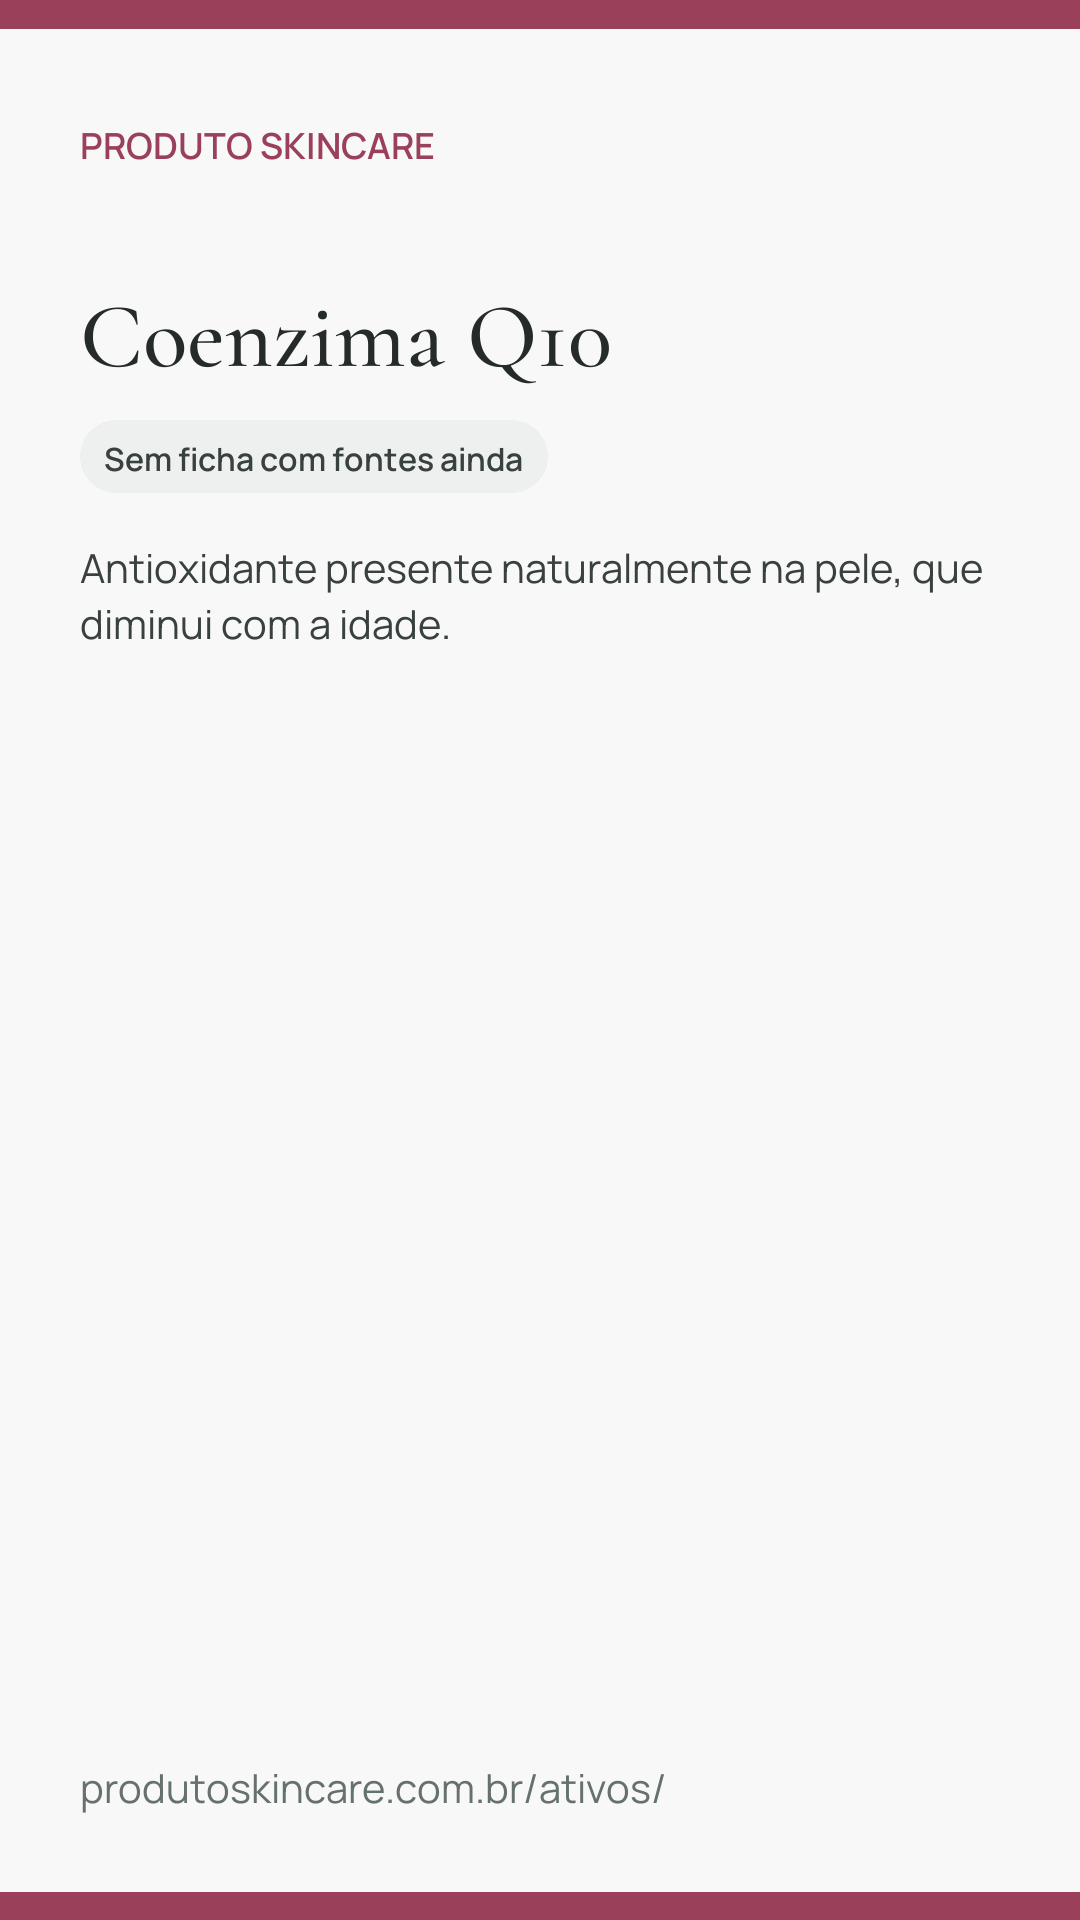 PRODUTO SKINCARE
Coenzima Q10
Sem ficha com fontes ainda
Antioxidante presente naturalmente na pele, que
diminui com a idade.
produtoskincare.com.br/ativos/